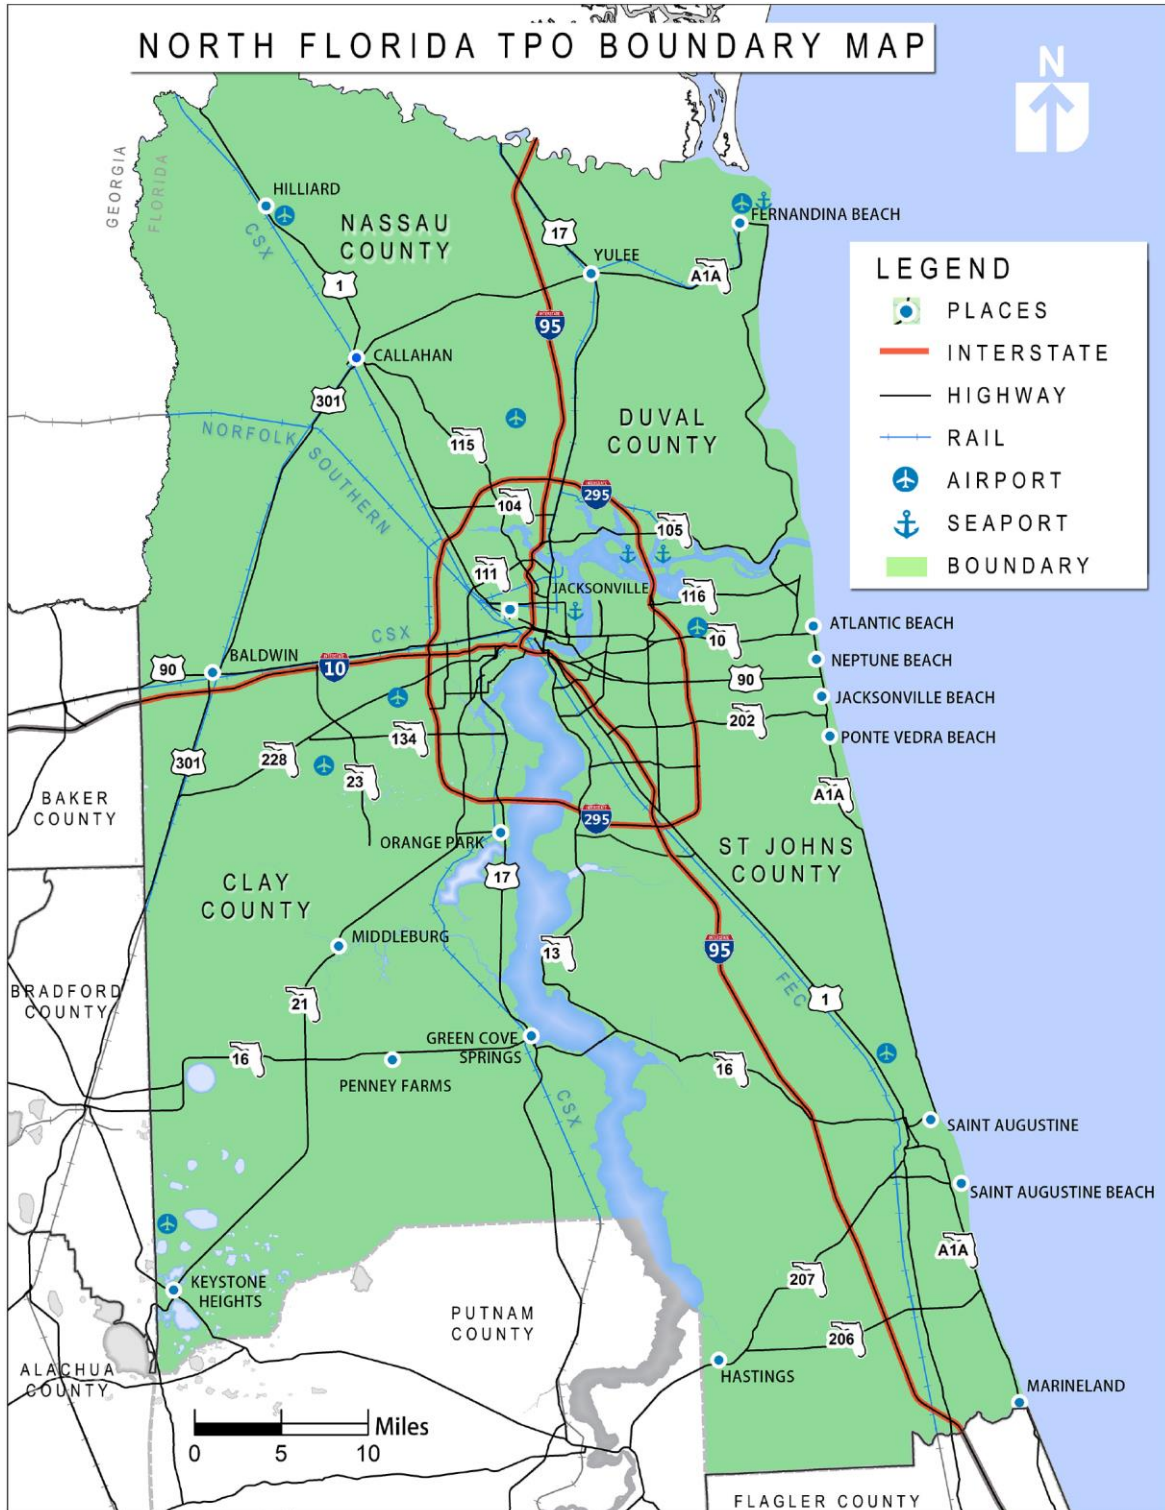 NORTH FLORIDA TPO BOUNDARY MAP
N
GEORGIA
FLORIDA
HILLIARD
CSX
NASSAU
COUNTY
FERNANDINA BEACH
17
YULEE
A1A
1
95
CALLAHAN
301
LEGEND
PLACES
INTERSTATE
HIGHWAY
RAIL
AIRPORT
SEAPORT
BOUNDARY
NORFOLK SOUTHERN
115
DUVAL
COUNTY
104
295
105
111
JACKSONVILLE
116
CSX
10
ATLANTIC BEACH
90
BALDWIN
10
NEPTUNE BEACH
90
JACKSONVILLE BEACH
202
PONTE VEDRA BEACH
134
301
228
23
A1A
BAKER
COUNTY
295
ORANGE PARK
ST JOHNS
COUNTY
17
CLAY
COUNTY
MIDDLEBURG
13
95
BRADFORD
COUNTY
21
FEC
1
GREEN COVE
SPRINGS
16
PENNEY FARMS
16
CSX
SAINT AUGUSTINE
SAINT AUGUSTINE BEACH
A1A
KEYSTONE
HEIGHTS
207
PUTNAM
COUNTY
206
ALACHUA
COUNTY
HASTINGS
MARINELAND
Miles
0 5 10
FLAGLER COUNTY